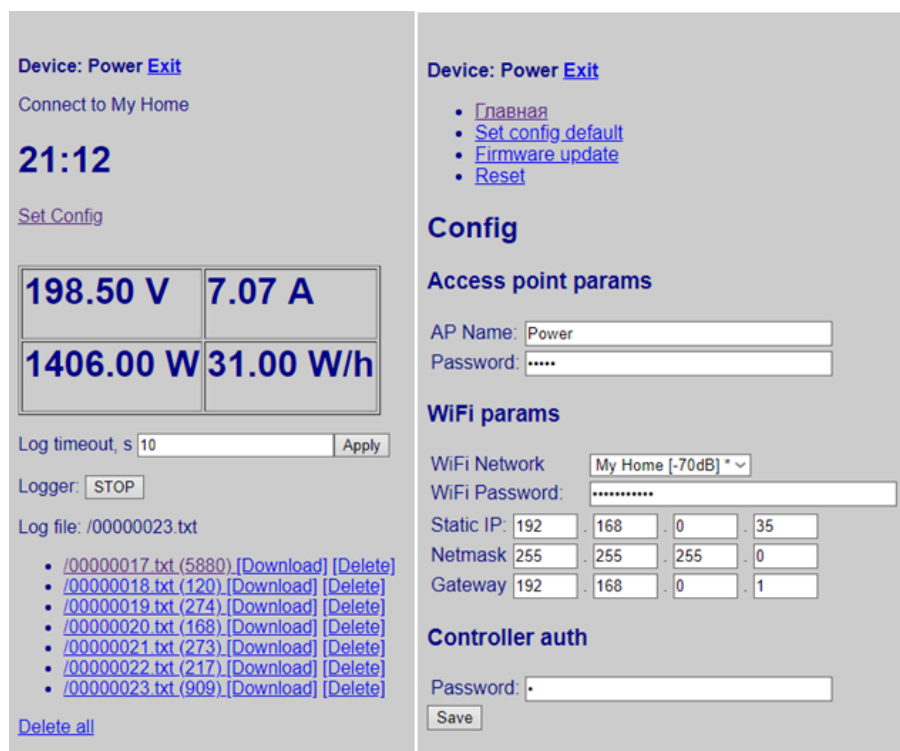 Device: Power Exit
Connect to My Home
21:12
Set Config
198.50 V 7.07 A
1406.00 W 31.00 W/h
Log timeout, s 10 Apply
Logger: STOP
Log file: /00000023.txt
/00000017.txt (5880) [Download] [Delete]
/00000018.txt (120) [Download] [Delete]
/00000019.txt (274) [Download] [Delete]
/00000020.txt (168) [Download] [Delete]
/00000021.txt (273) [Download] [Delete]
/00000022.txt (217) [Download] [Delete]
/00000023.txt (909) [Download] [Delete]
Delete all
Device: Power Exit
Главная
Set config default
Firmware update
Reset
Config
Access point params
AP Name: Power
Password: •••••
WiFi params
WiFi Network My Home [-70dB] *
WiFi Password: •••••••••••
Static IP: 192 . 168 . 0 . 35
Netmask 255 . 255 . 255 . 0
Gateway 192 . 168 . 0 . 1
Controller auth
Password: •
Save